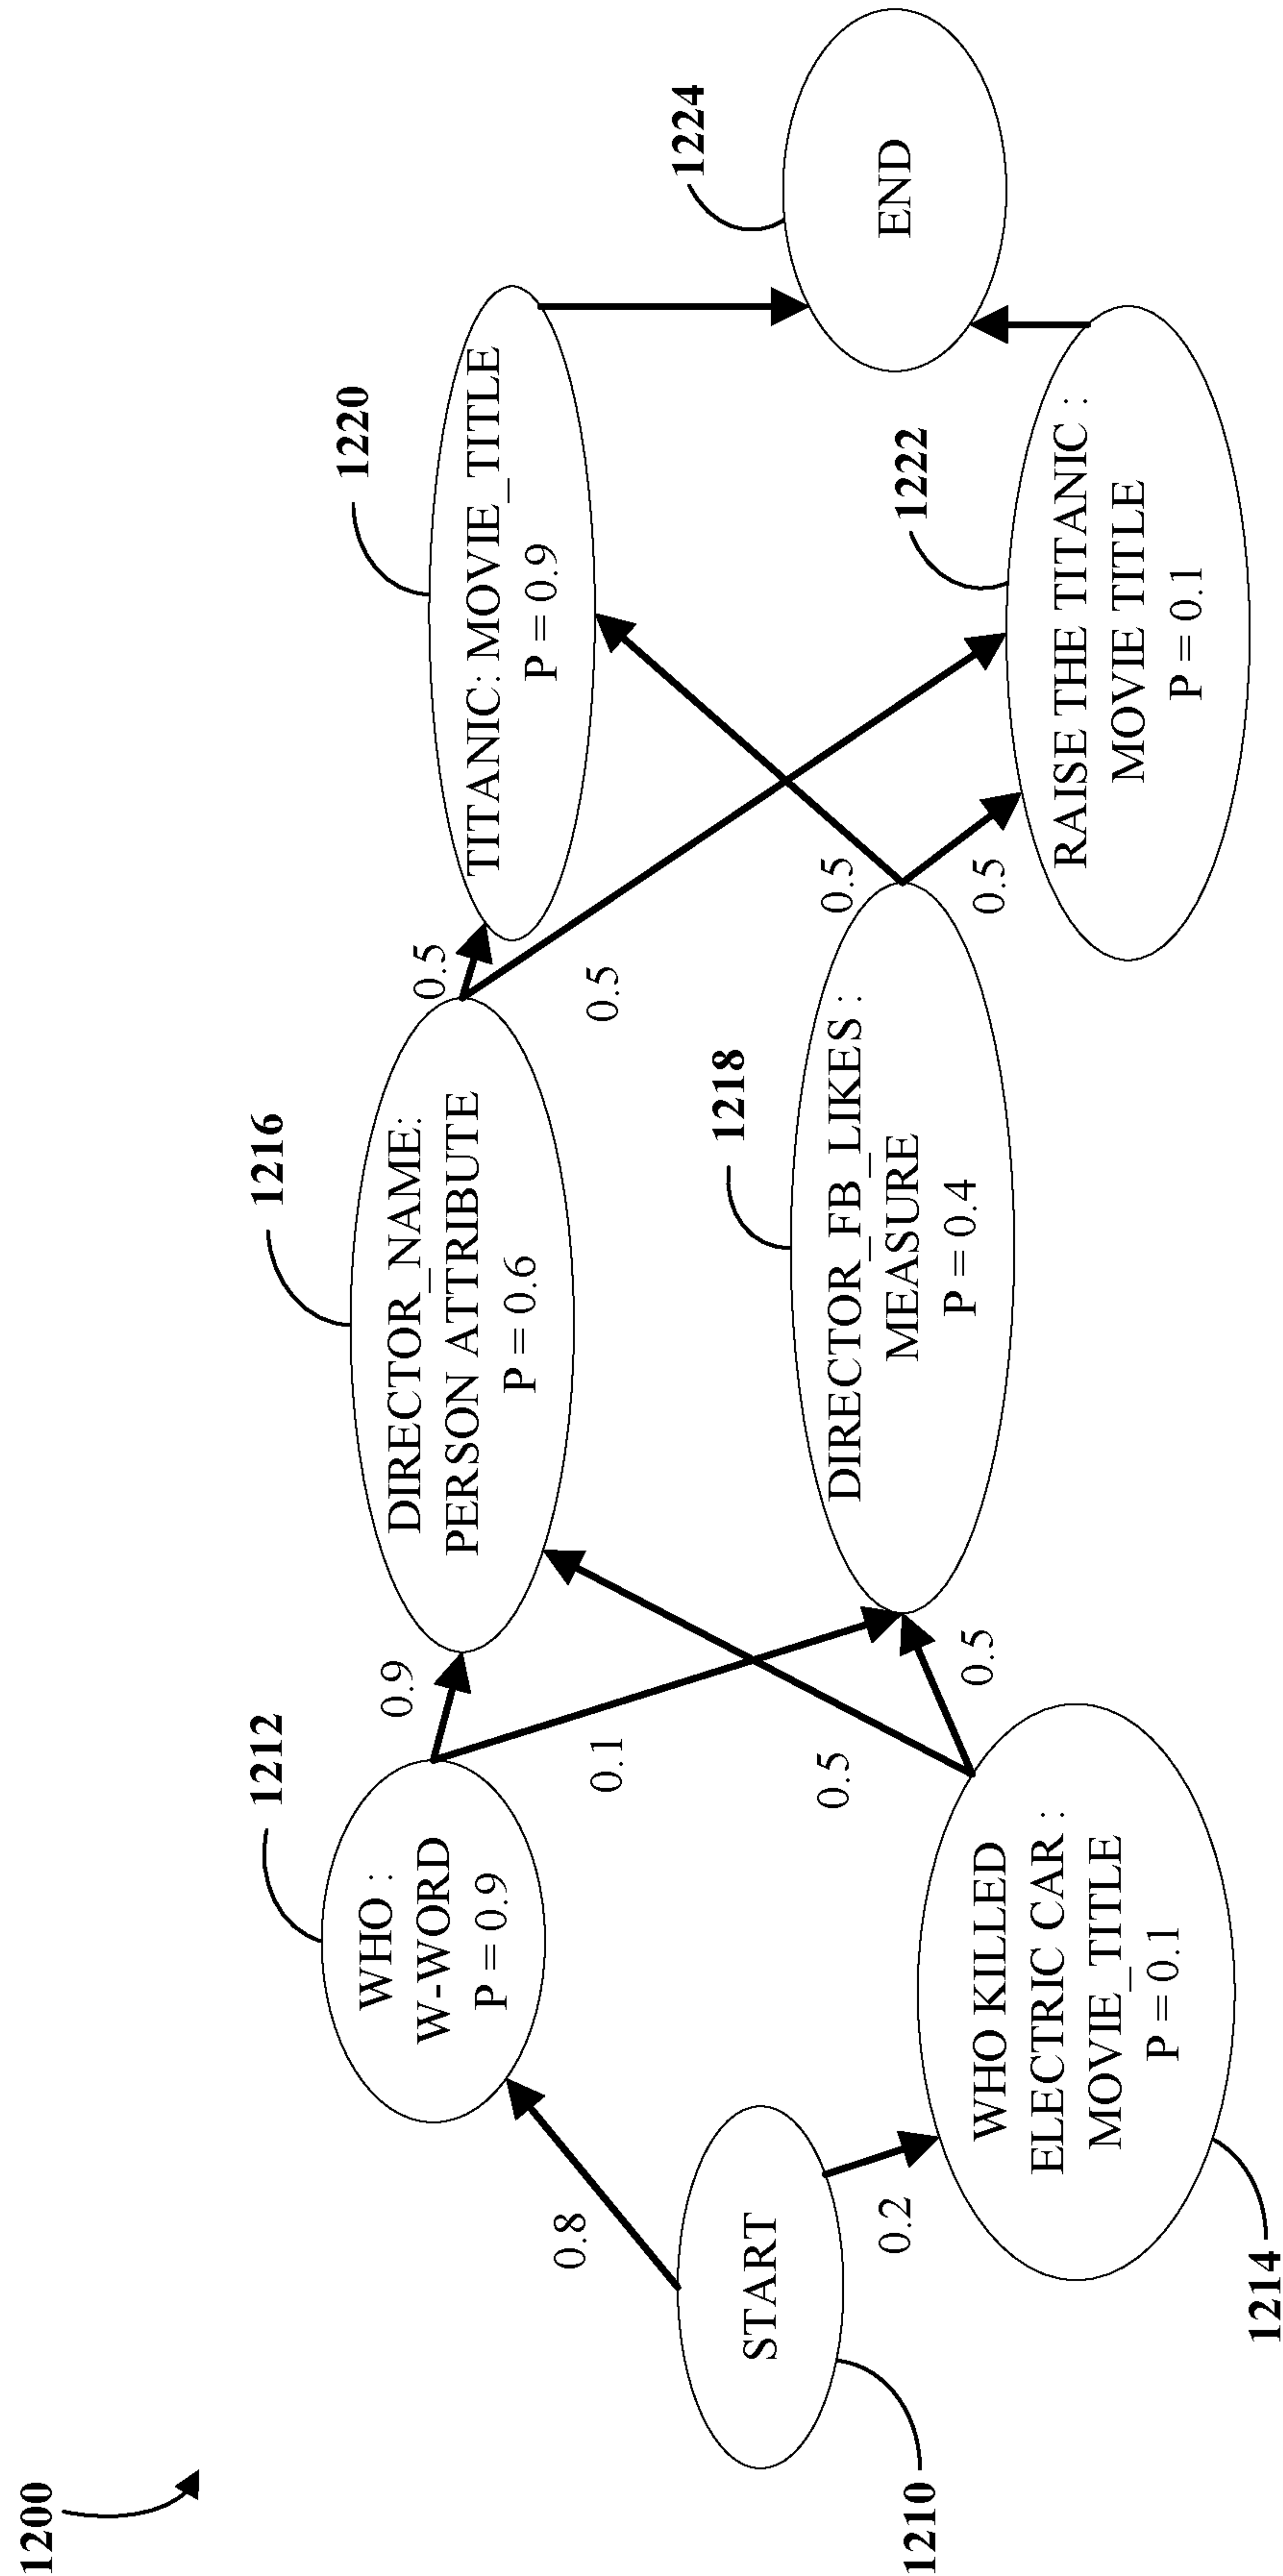 1200
START
1210
0.8
0.2
WHO :
W-WORD
P = 0.9
1212
WHO KILLED
ELECTRIC CAR :
MOVIE_TITLE
P = 0.1
1214
0.9
0.1
0.5
0.5
DIRECTOR_NAME:
PERSON ATTRIBUTE
P = 0.6
1216
DIRECTOR_FB_LIKES :
MEASURE
P = 0.4
1218
0.5
0.5
0.5
0.5
TITANIC: MOVIE_TITLE
P = 0.9
1220
RAISE THE TITANIC :
MOVIE TITLE
P = 0.1
1222
END
1224